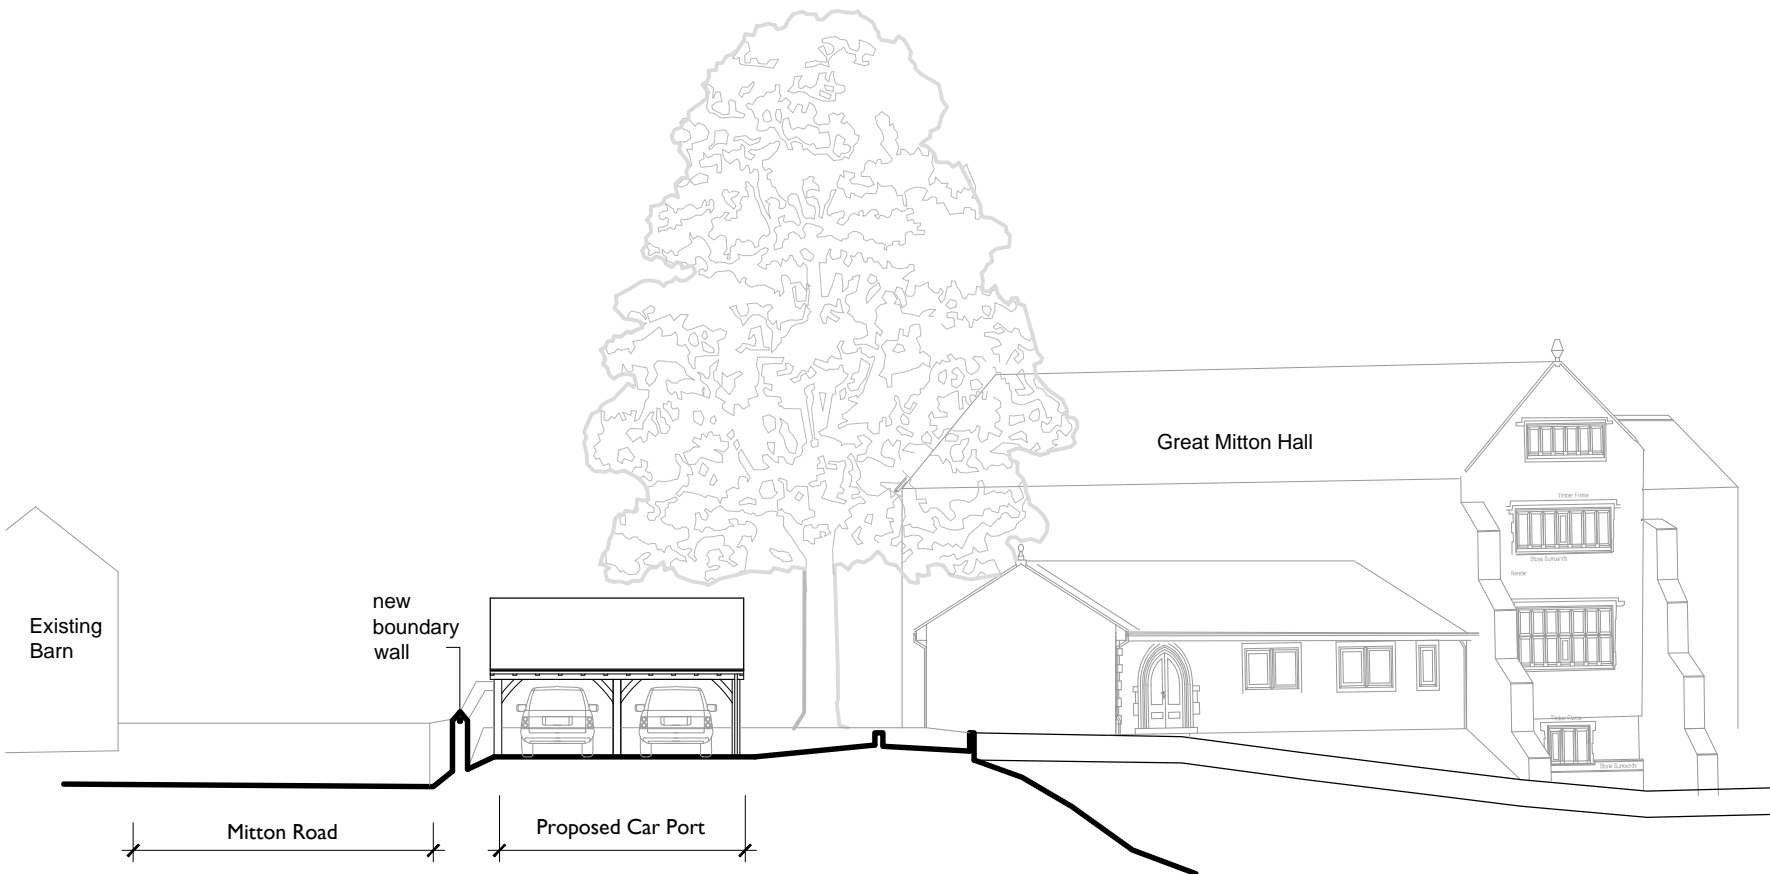 Great Mitton Hall
Timber Frame
Stone Surrounds
Render
new
boundary
wall
Existing
Barn
Timber Frame
Stone Surrounds
Mitton Road
Proposed Car Port